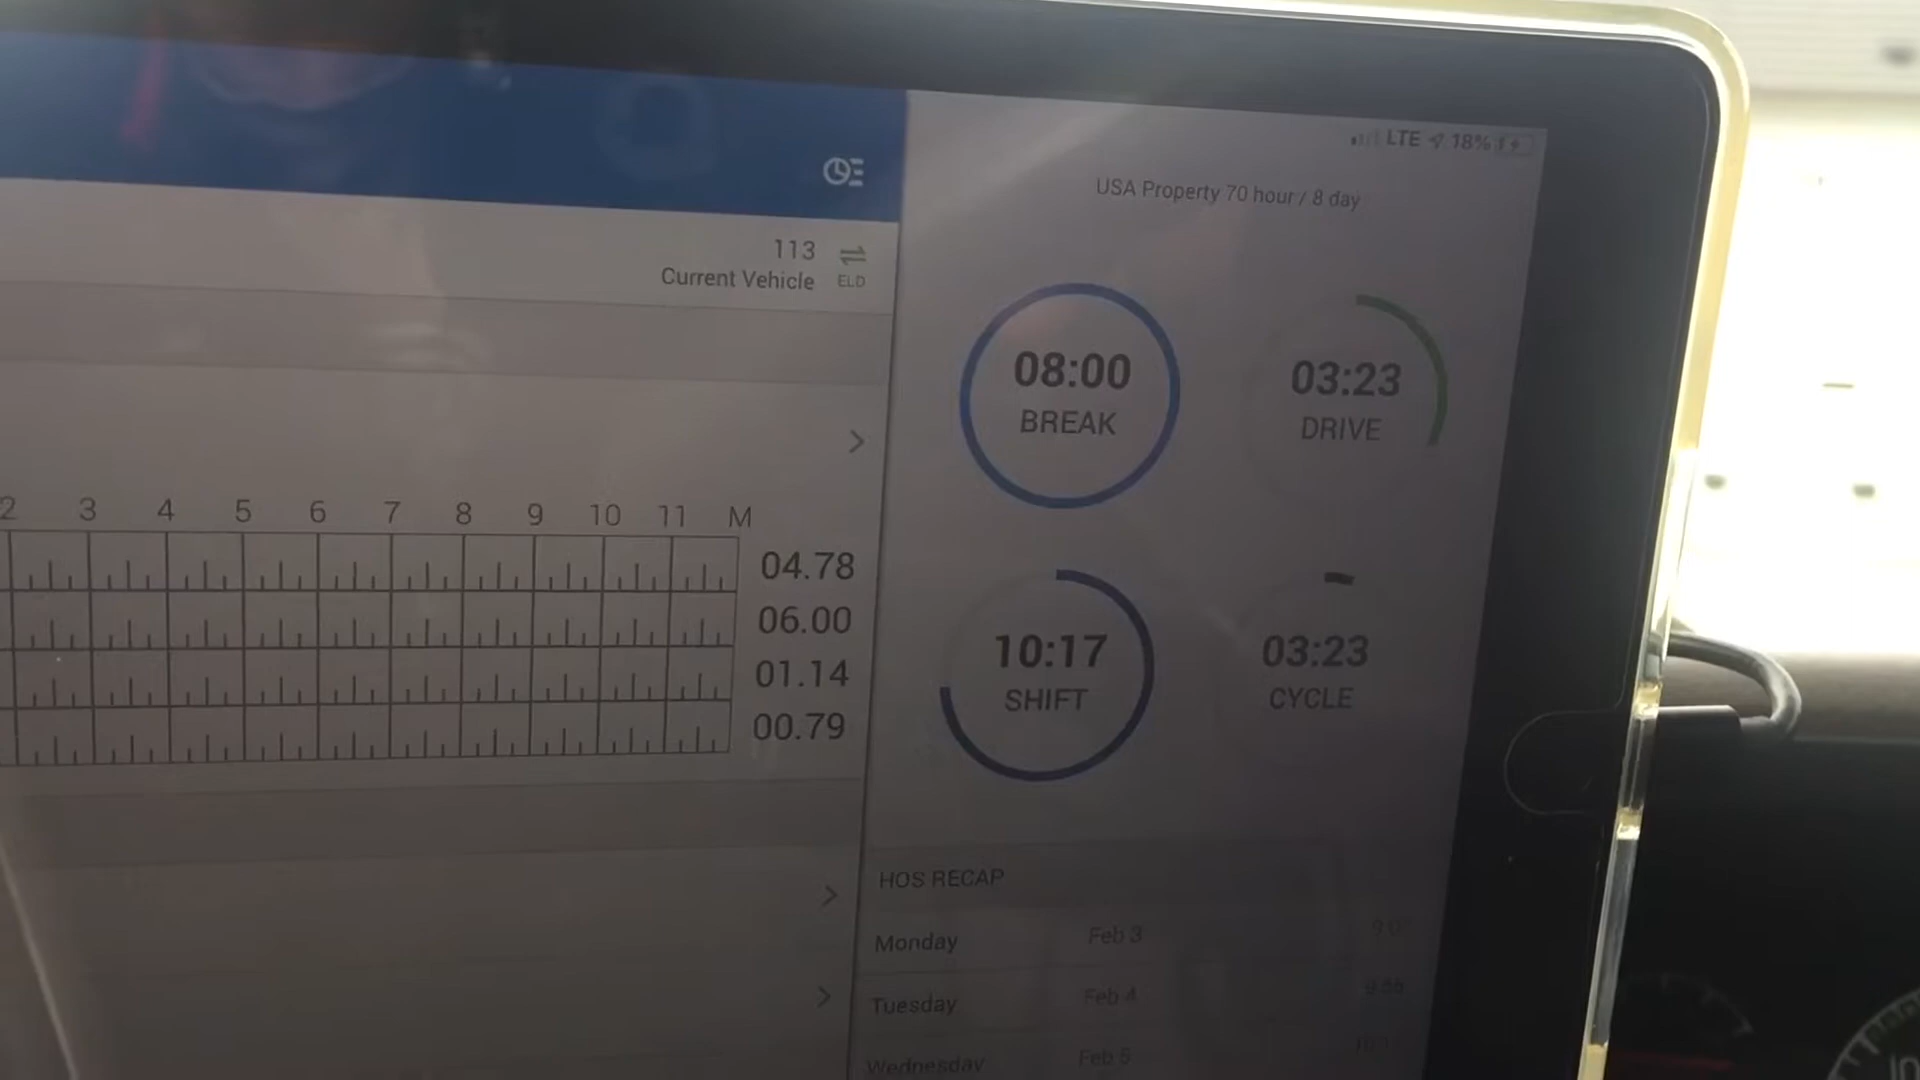 LTE 18%
USA Property 70 hour / 8 day
113
Current Vehicle
ELD
08:00
BREAK
03:23
DRIVE
2 3 4 5 6 7 8 9 10 11 M
04.78
06.00
01.14
00.79
10:17
SHIFT
03:23
CYCLE
HOS RECAP
Monday Feb 3
Tuesday Feb 4
Wednesday Feb 5